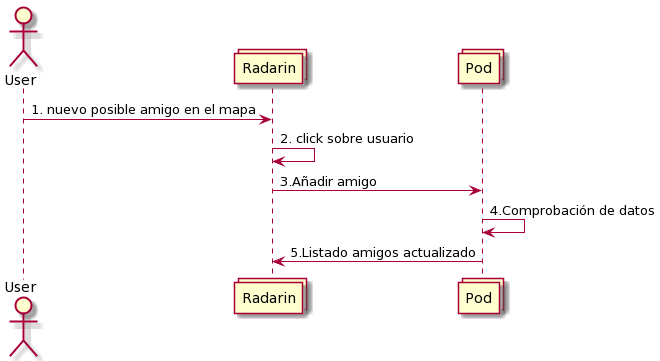 User
Radarin
Pod
1. nuevo posible amigo en el mapa
2. click sobre usuario
3.Añadir amigo
4.Comprobación de datos
5.Listado amigos actualizado
User
Radarin
Pod